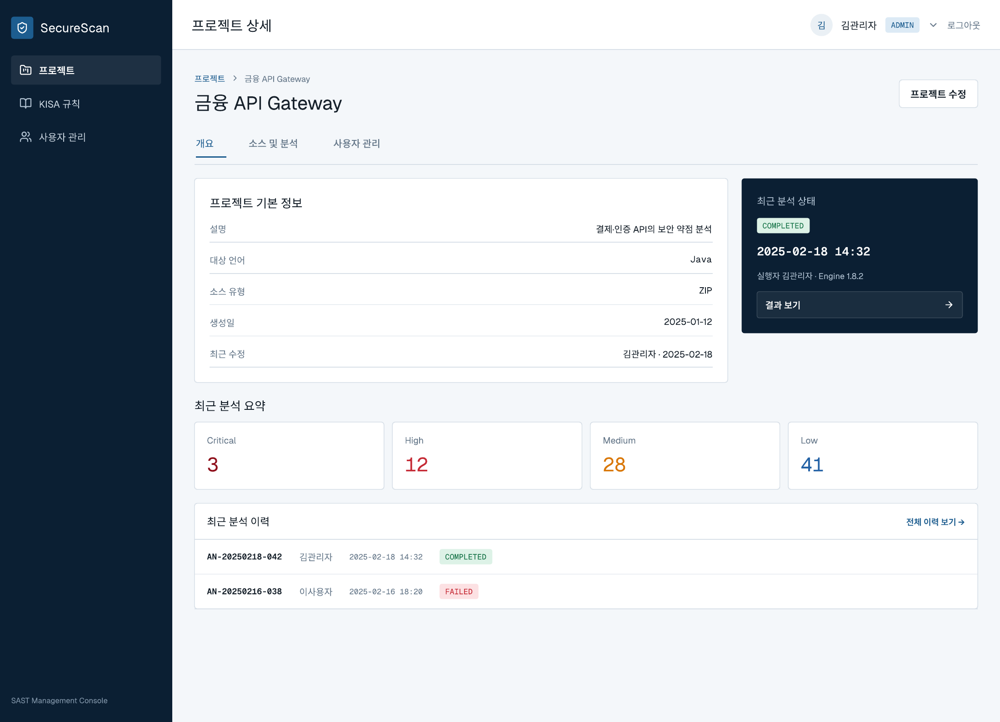 SecureScan
프로젝트
KISA 규칙
사용자 관리
SAST Management Console
프로젝트 상세
김 김관리자 ADMIN 로그아웃
프로젝트 > 금융 API Gateway
금융 API Gateway
프로젝트 수정
개요 소스 및 분석 사용자 관리
프로젝트 기본 정보
설명 결제·인증 API의 보안 약점 분석
대상 언어 Java
소스 유형 ZIP
생성일 2025-01-12
최근 수정 김관리자 · 2025-02-18
최근 분석 상태
COMPLETED
2025-02-18 14:32
실행자 김관리자 · Engine 1.8.2
결과 보기 →
최근 분석 요약
Critical
3
High
12
Medium
28
Low
41
최근 분석 이력 전체 이력 보기 →
AN-20250218-042 김관리자 2025-02-18 14:32 COMPLETED
AN-20250216-038 이사용자 2025-02-16 18:20 FAILED